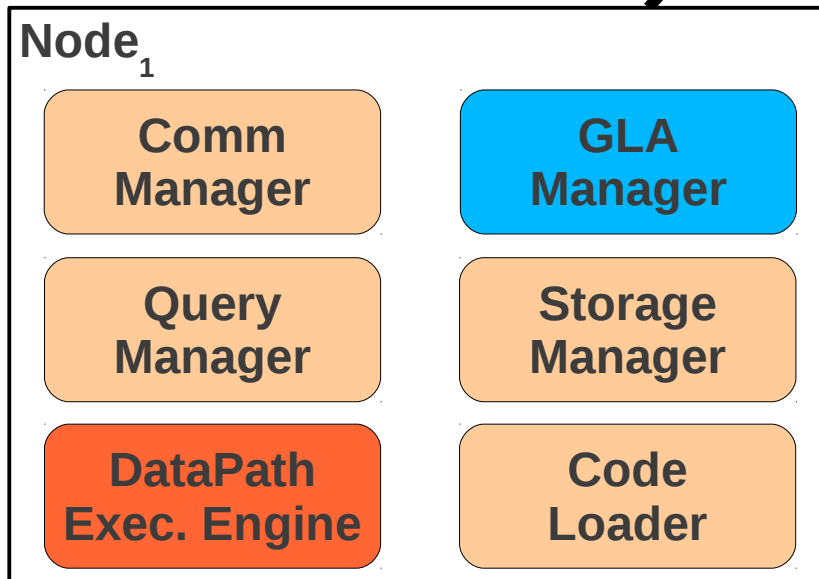 Node1
Comm
Manager
GLA
Manager
Query
Manager
Storage
Manager
DataPath
Exec. Engine
Code
Loader